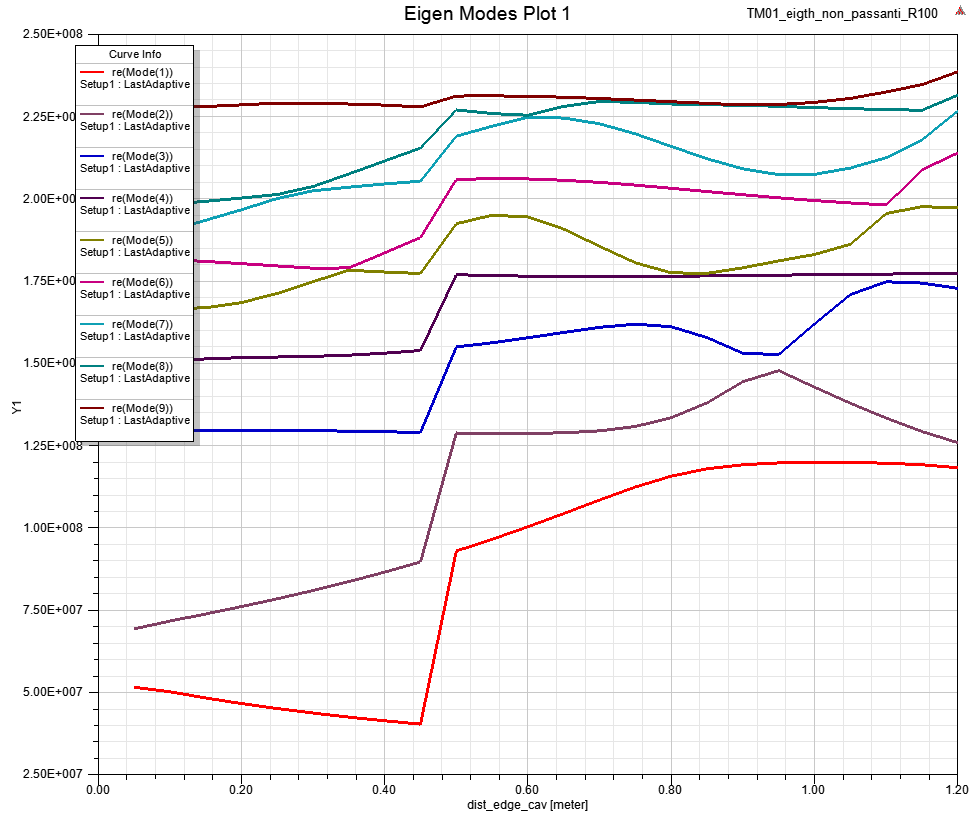 Eigen Modes Plot 1
TM01_eigth_non_passanti_R100
2.50E+008
2.25E+00
2.00E+00
1.75E+00
1.50E+00
1.25E+008
1.00E+008
7.50E+007
5.00E+007
2.50E+007
Y1
Curve Info
re(Mode(1))
Setup1 : LastAdaptive
re(Mode(2))
Setup1 : LastAdaptive
re(Mode(3))
Setup1 : LastAdaptive
re(Mode(4))
Setup1 : LastAdaptive
re(Mode(5))
Setup1 : LastAdaptive
re(Mode(6))
Setup1 : LastAdaptive
re(Mode(7))
Setup1 : LastAdaptive
re(Mode(8))
Setup1 : LastAdaptive
re(Mode(9))
Setup1 : LastAdaptive
0.00 0.20 0.40 0.60 0.80 1.00 1.20
dist_edge_cav [meter]